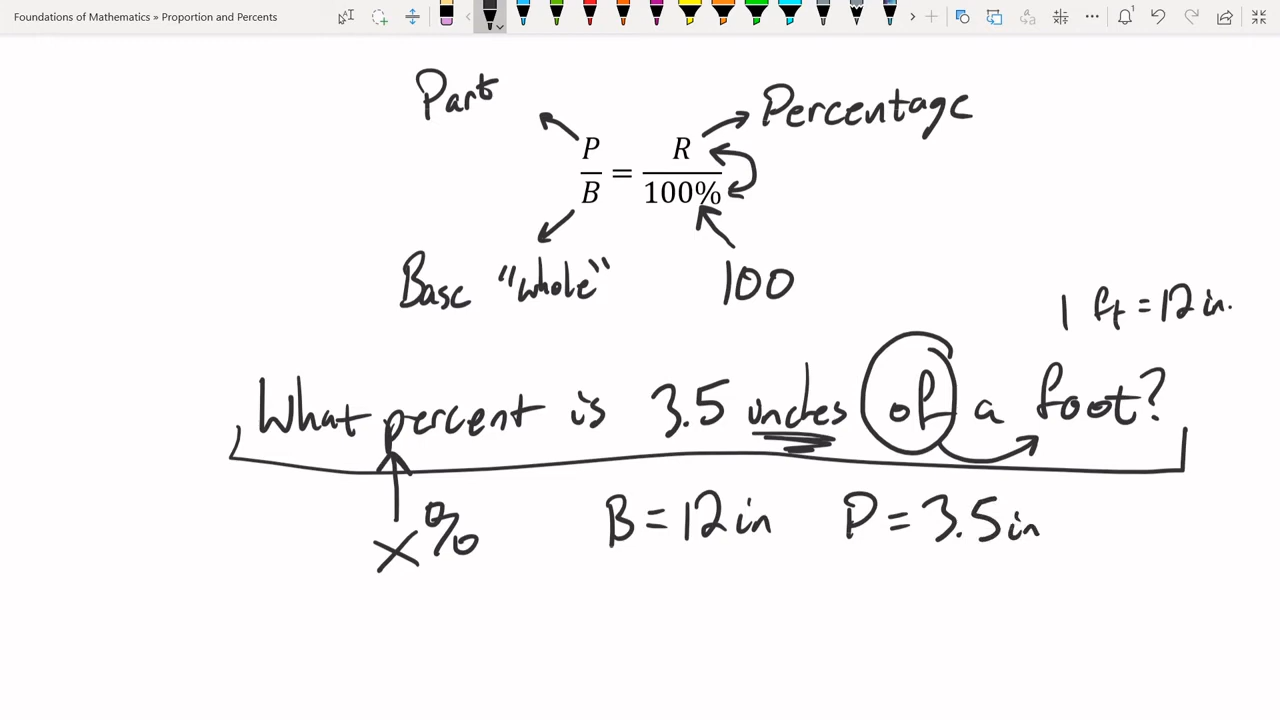 Foundations of Mathematics » Proportion and Percents
Part
Percentage
P R
— = —
B 100%
Base "whole"
100
1 ft = 12 in.
What percent is 3.5 inches of a foot?
x%
B = 12 in P = 3.5 in